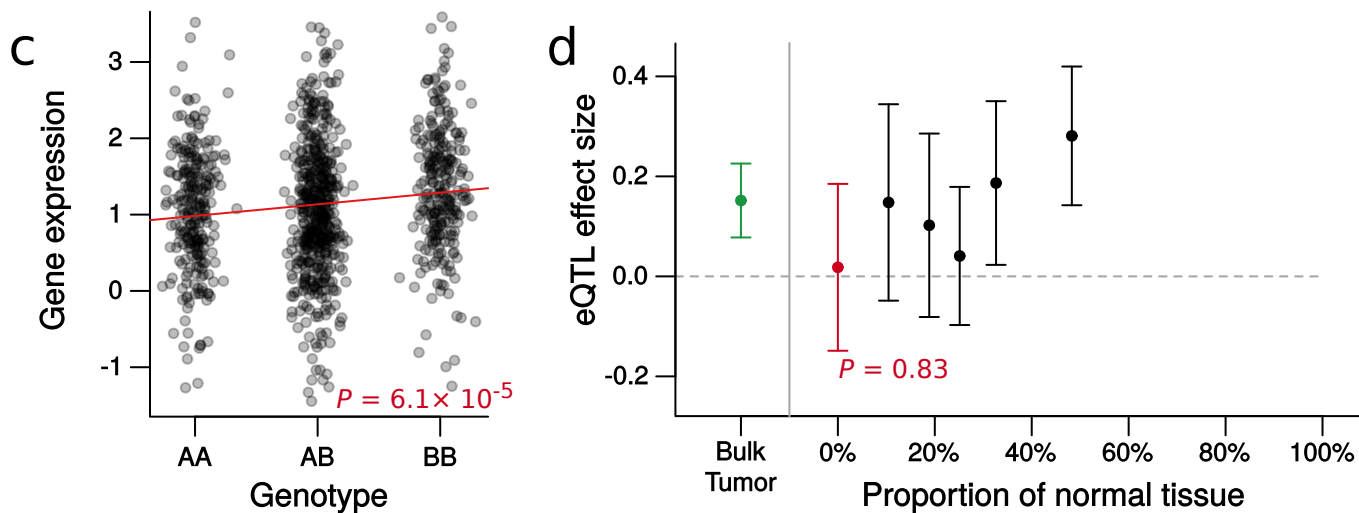 c
Gene expression
3
2
1
0
-1
P = 6.1× 10-5
AA
AB
BB
Genotype
d
eQTL effect size
0.4
0.2
0.0
-0.2
P = 0.83
Bulk
Tumor
0%
20%
40%
60%
80%
100%
Proportion of normal tissue